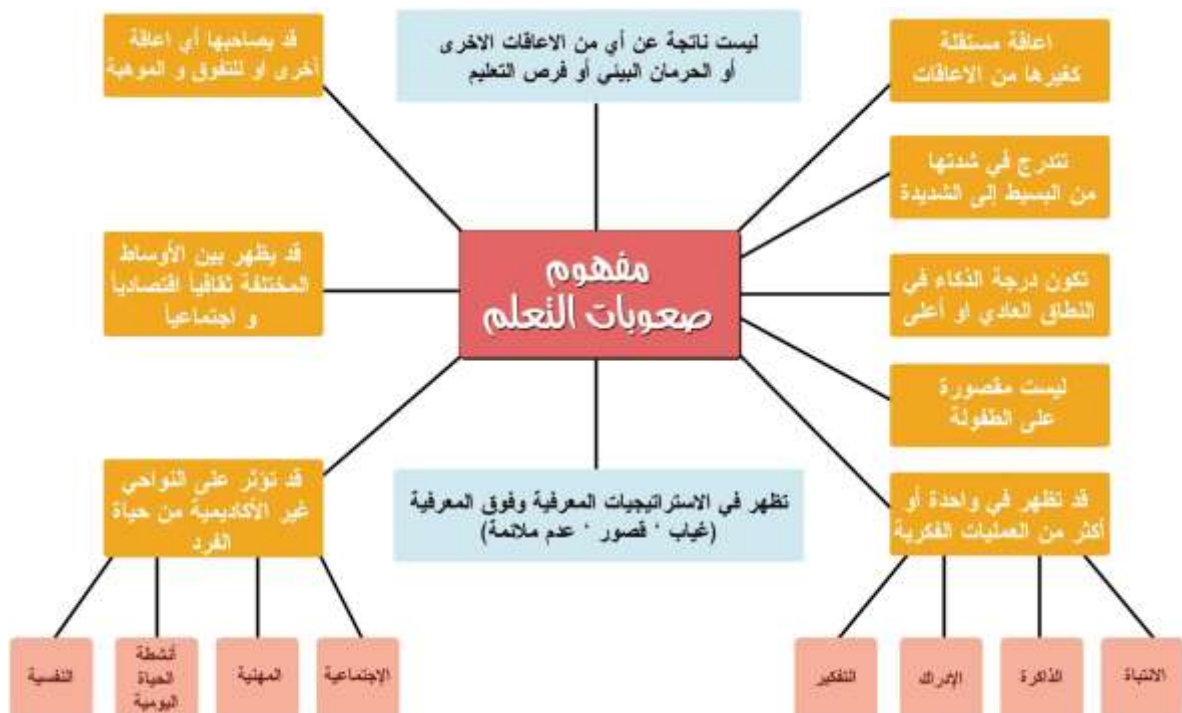 مفهوم
صعوبات التعلم
اعاقة مستقلة
كغيرها من الاعاقات
تتدرج في شدتها
من البسيط إلى الشديدة
تكون درجة الذكاء في
النطاق العادي او أعلى
ليست مقصورة
على الطفولة
قد تظهر في واحدة أو
أكثر من العمليات الفكرية
الانتباة
الذاكرة
الإدراك
التفكير
ليست ناتجة عن أي من الاعاقات الاخرى
أو الحرمان البيئي أو فرص التعليم
تظهر في الاستراتيجيات المعرفية وفوق المعرفية
(غياب ، قصور ، عدم ملائمة)
قد يصاحبها أي اعاقة
أخرى او للتفوق و الموهبة
قد يظهر بين الأوساط
المختلفة ثقافياً اقتصادياً
و اجتماعياً
قد تؤثر على النواحي
غير الأكاديمية من حياة
الفرد
الإجتماعية
المهنية
أنشطة
الحياة
اليومية
النفسية